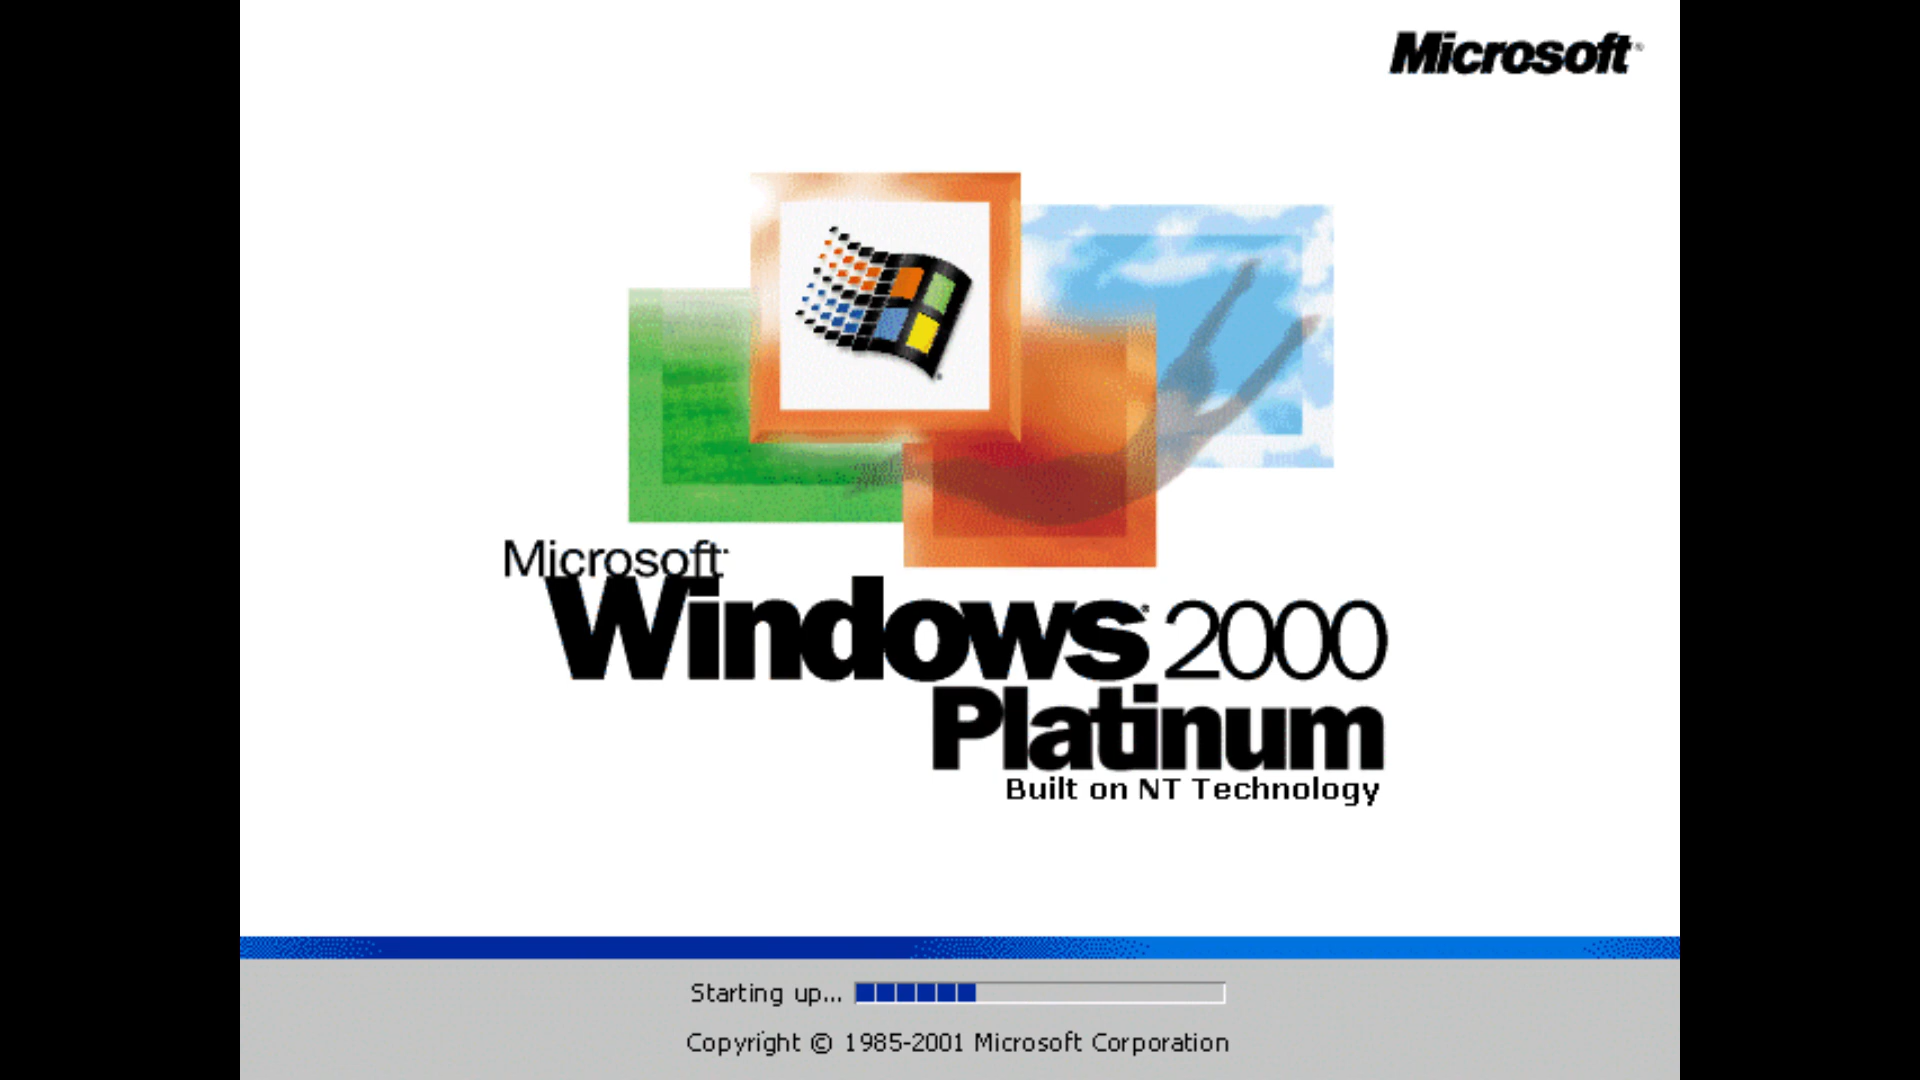 Microsoft®
Microsoft
Windows 2000
Platinum
Built on NT Technology
Starting up...
Copyright © 1985-2001 Microsoft Corporation